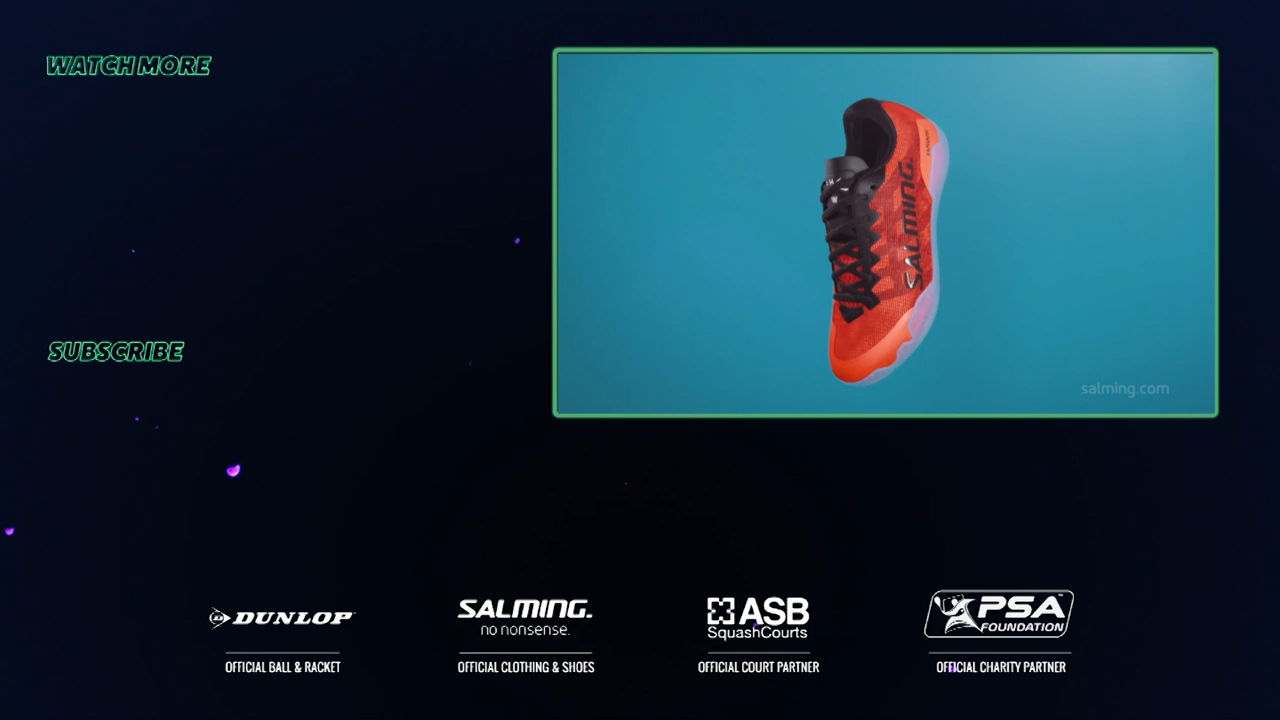 WATCH MORE
SALMING.
salming.com
SUBSCRIBE
DUNLOP
OFFICIAL BALL & RACKET
SALMING.
no nonsense.
OFFICIAL CLOTHING & SHOES
ASB
SquashCourts
OFFICIAL COURT PARTNER
PSA
FOUNDATION
OFFICIAL CHARITY PARTNER